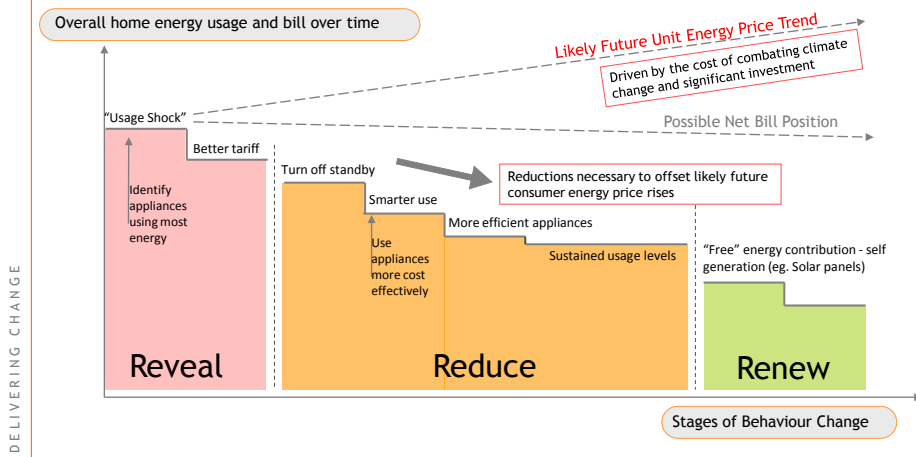 Overall home energy usage and bill over time
Likely Future Unit Energy Price Trend
Driven by the cost of combating climate
change and significant investment
"Usage Shock"
Possible Net Bill Position
Better tariff
Turn off standby
Reductions necessary to offset likely future
consumer energy price rises
Identify
appliances
using most
energy
Smarter use
More efficient appliances
Use
appliances
more cost
effectively
Sustained usage levels
"Free" energy contribution - self
generation (eg. Solar panels)
Reveal
Reduce
Renew
Stages of Behaviour Change
DELIVERING CHANGE